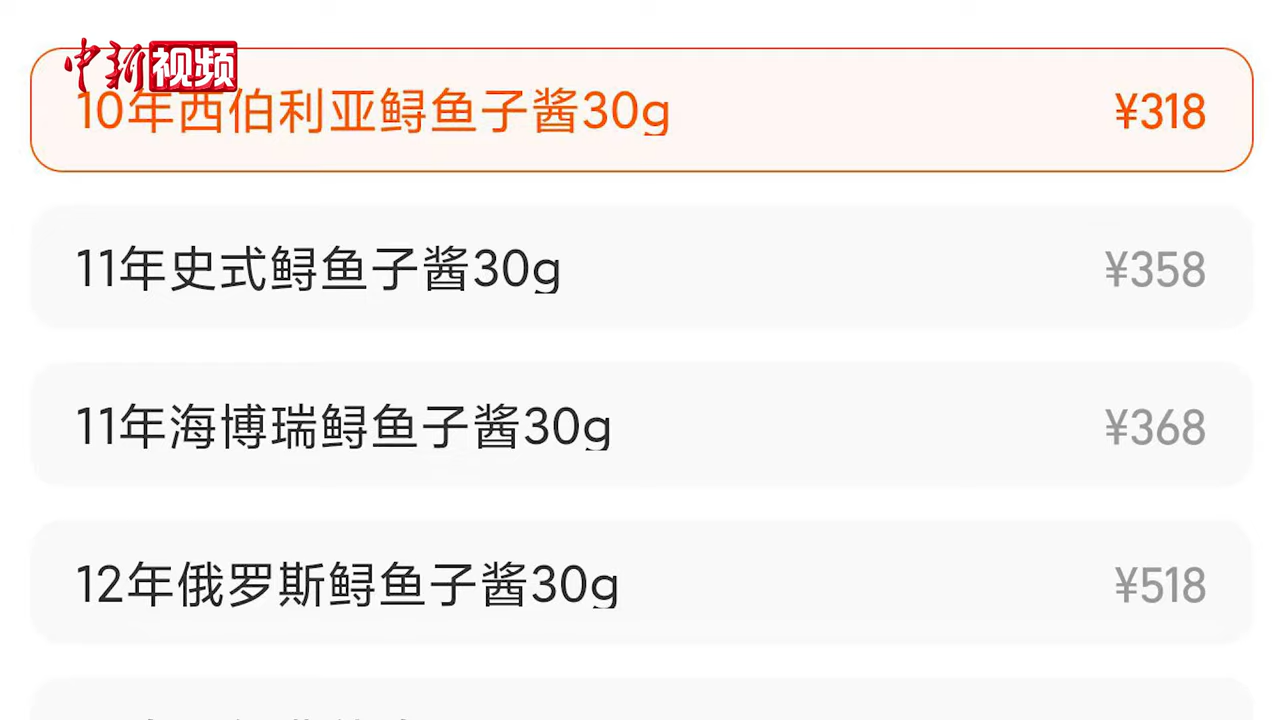 中新视频
10年西伯利亚鲟鱼子酱30g ¥318
11年史式鲟鱼子酱30g ¥358
11年海博瑞鲟鱼子酱30g ¥368
12年俄罗斯鲟鱼子酱30g ¥518